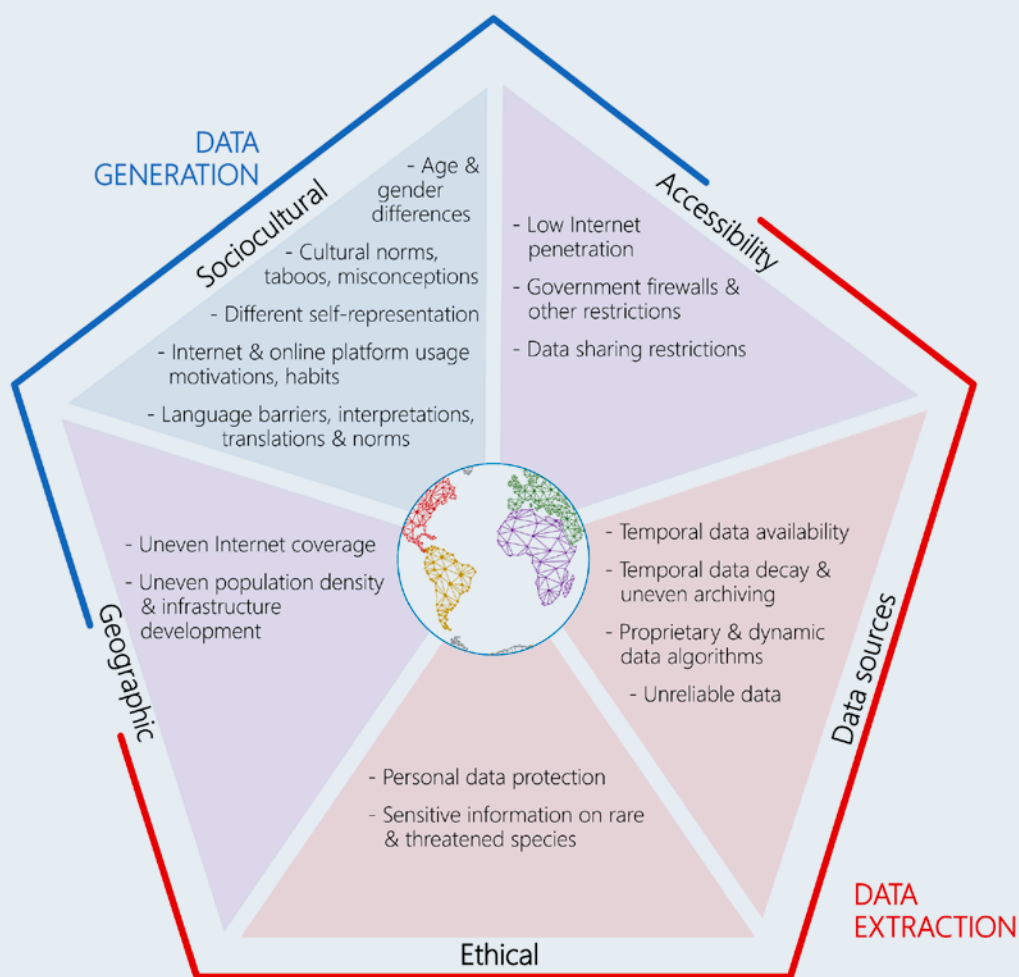 DATA
GENERATION
Sociocultural
- Age &
gender
differences
- Cultural norms,
taboos, misconceptions
- Different self-representation
- Internet & online platform usage
motivations, habits
- Language barriers, interpretations,
translations & norms
Accessibility
- Low Internet
penetration
- Government firewalls &
other restrictions
- Data sharing restrictions
Geographic
- Uneven Internet coverage
- Uneven population density
& infrastructure
development
- Temporal data availability
- Temporal data decay &
uneven archiving
- Proprietary & dynamic
data algorithms
- Unreliable data
Data sources
- Personal data protection
- Sensitive information on rare
& threatened species
Ethical
DATA
EXTRACTION